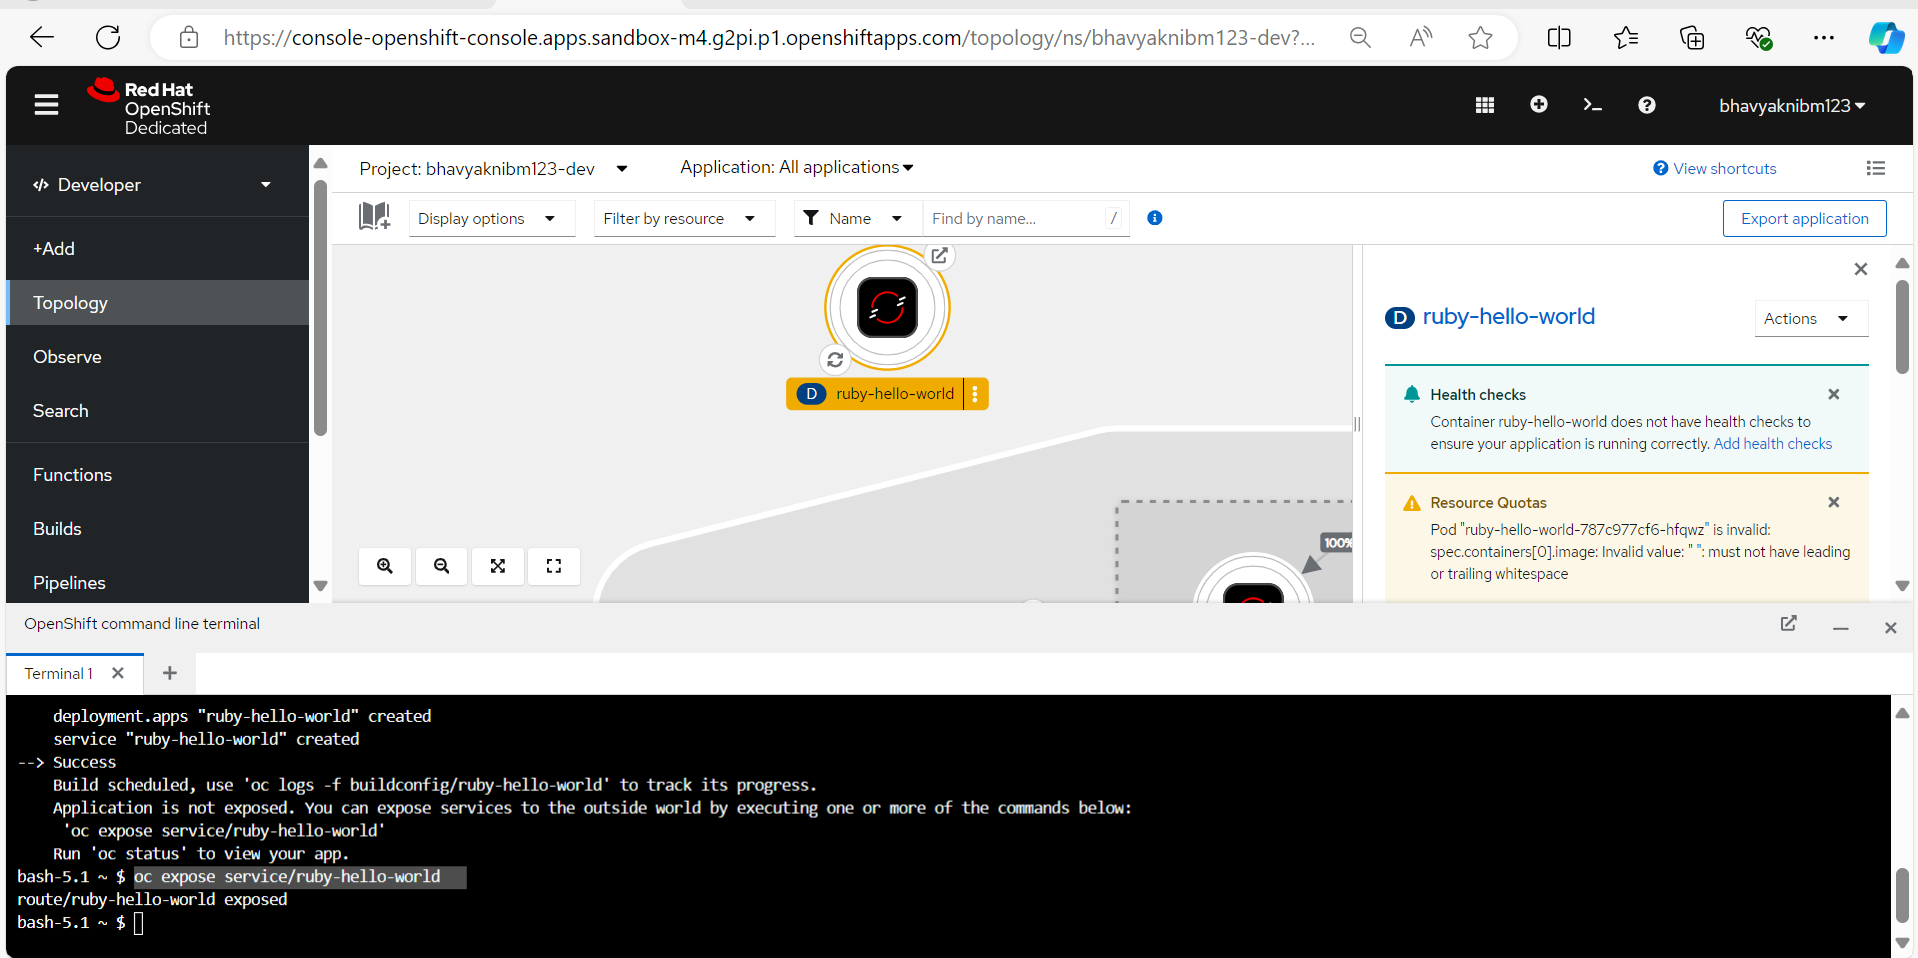 https://console-openshift-console.apps.sandbox-m4.g2pi.p1.openshiftapps.com/topology/ns/bhavyaknibm123-dev?...
Red Hat
OpenShift
Dedicated
bhavyaknibm123
Developer
+Add
Topology
Observe
Search
Functions
Builds
Pipelines
Project: bhavyaknibm123-dev
Application: All applications
View shortcuts
Display options
Filter by resource
Name
Find by name...
/
Export application
D ruby-hello-world
100%
D ruby-hello-world
Actions
Health checks
Container ruby-hello-world does not have health checks to
ensure your application is running correctly. Add health checks
Resource Quotas
Pod "ruby-hello-world-787c977cf6-hfqwz" is invalid:
spec.containers[0].image: Invalid value: " ": must not have leading
or trailing whitespace
OpenShift command line terminal
Terminal 1
deployment.apps "ruby-hello-world" created
service "ruby-hello-world" created
--> Success
Build scheduled, use 'oc logs -f buildconfig/ruby-hello-world' to track its progress.
Application is not exposed. You can expose services to the outside world by executing one or more of the commands below:
'oc expose service/ruby-hello-world'
Run 'oc status' to view your app.
bash-5.1 ~ $ oc expose service/ruby-hello-world
route/ruby-hello-world exposed
bash-5.1 ~ $